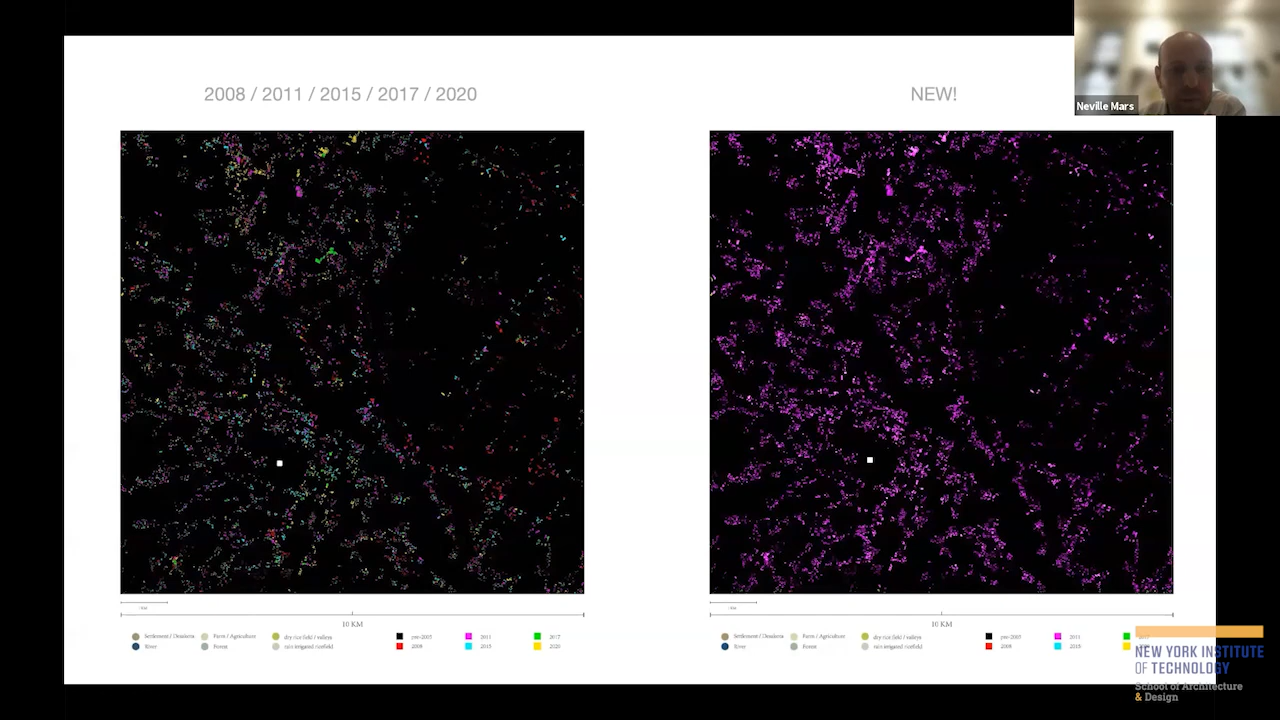 2008 / 2011 / 2015 / 2017 / 2020
NEW!
Neville Mars
10 KM
Settlement / Desakota Farm / Agriculture dry rice field / valleys pre-2005 2011 2017
River Forest rain irrigated ricefield 2008 2015 2020
10 KM
Settlement / Desakota Farm / Agriculture dry rice field / valleys pre-2005 2011
River Forest rain irrigated ricefield 2008 2015
NEW YORK INSTITUTE
OF TECHNOLOGY
School of Architecture
& Design